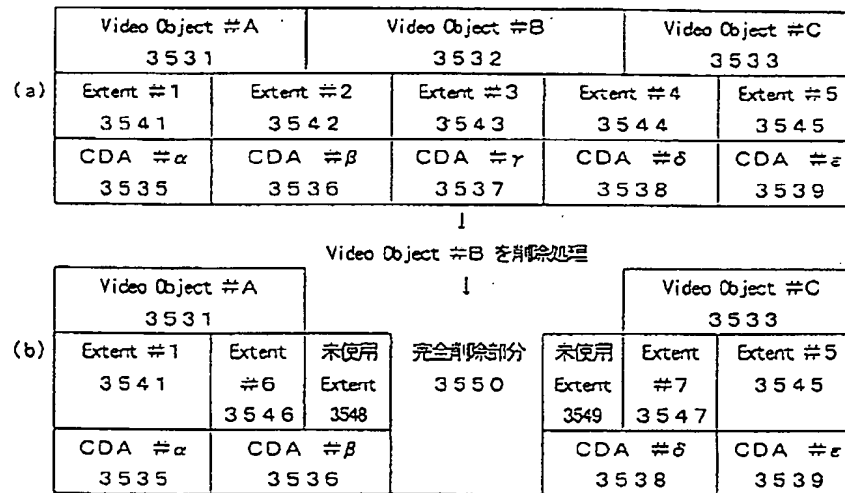 Video Object #A Video Object #B Video Object #C
3531 3532 3533
(a) Extent #1 Extent #2 Extent #3 Extent #4 Extent #5
3541 3542 3543 3544 3545
CDA #α CDA #β CDA #γ CDA #δ CDA #ε
3535 3536 3537 3538 3539
↓
Video Object #B を削除処理
↓
Video Object #A Video Object #C
3531 3533
(b) Extent #1 Extent 未使用 完全削除部分 未使用 Extent Extent #5
3541 #6 Extent 3550 Extent #7 3545
3546 3548 3549 3547
CDA #α CDA #β CDA #δ CDA #ε
3535 3536 3538 3539